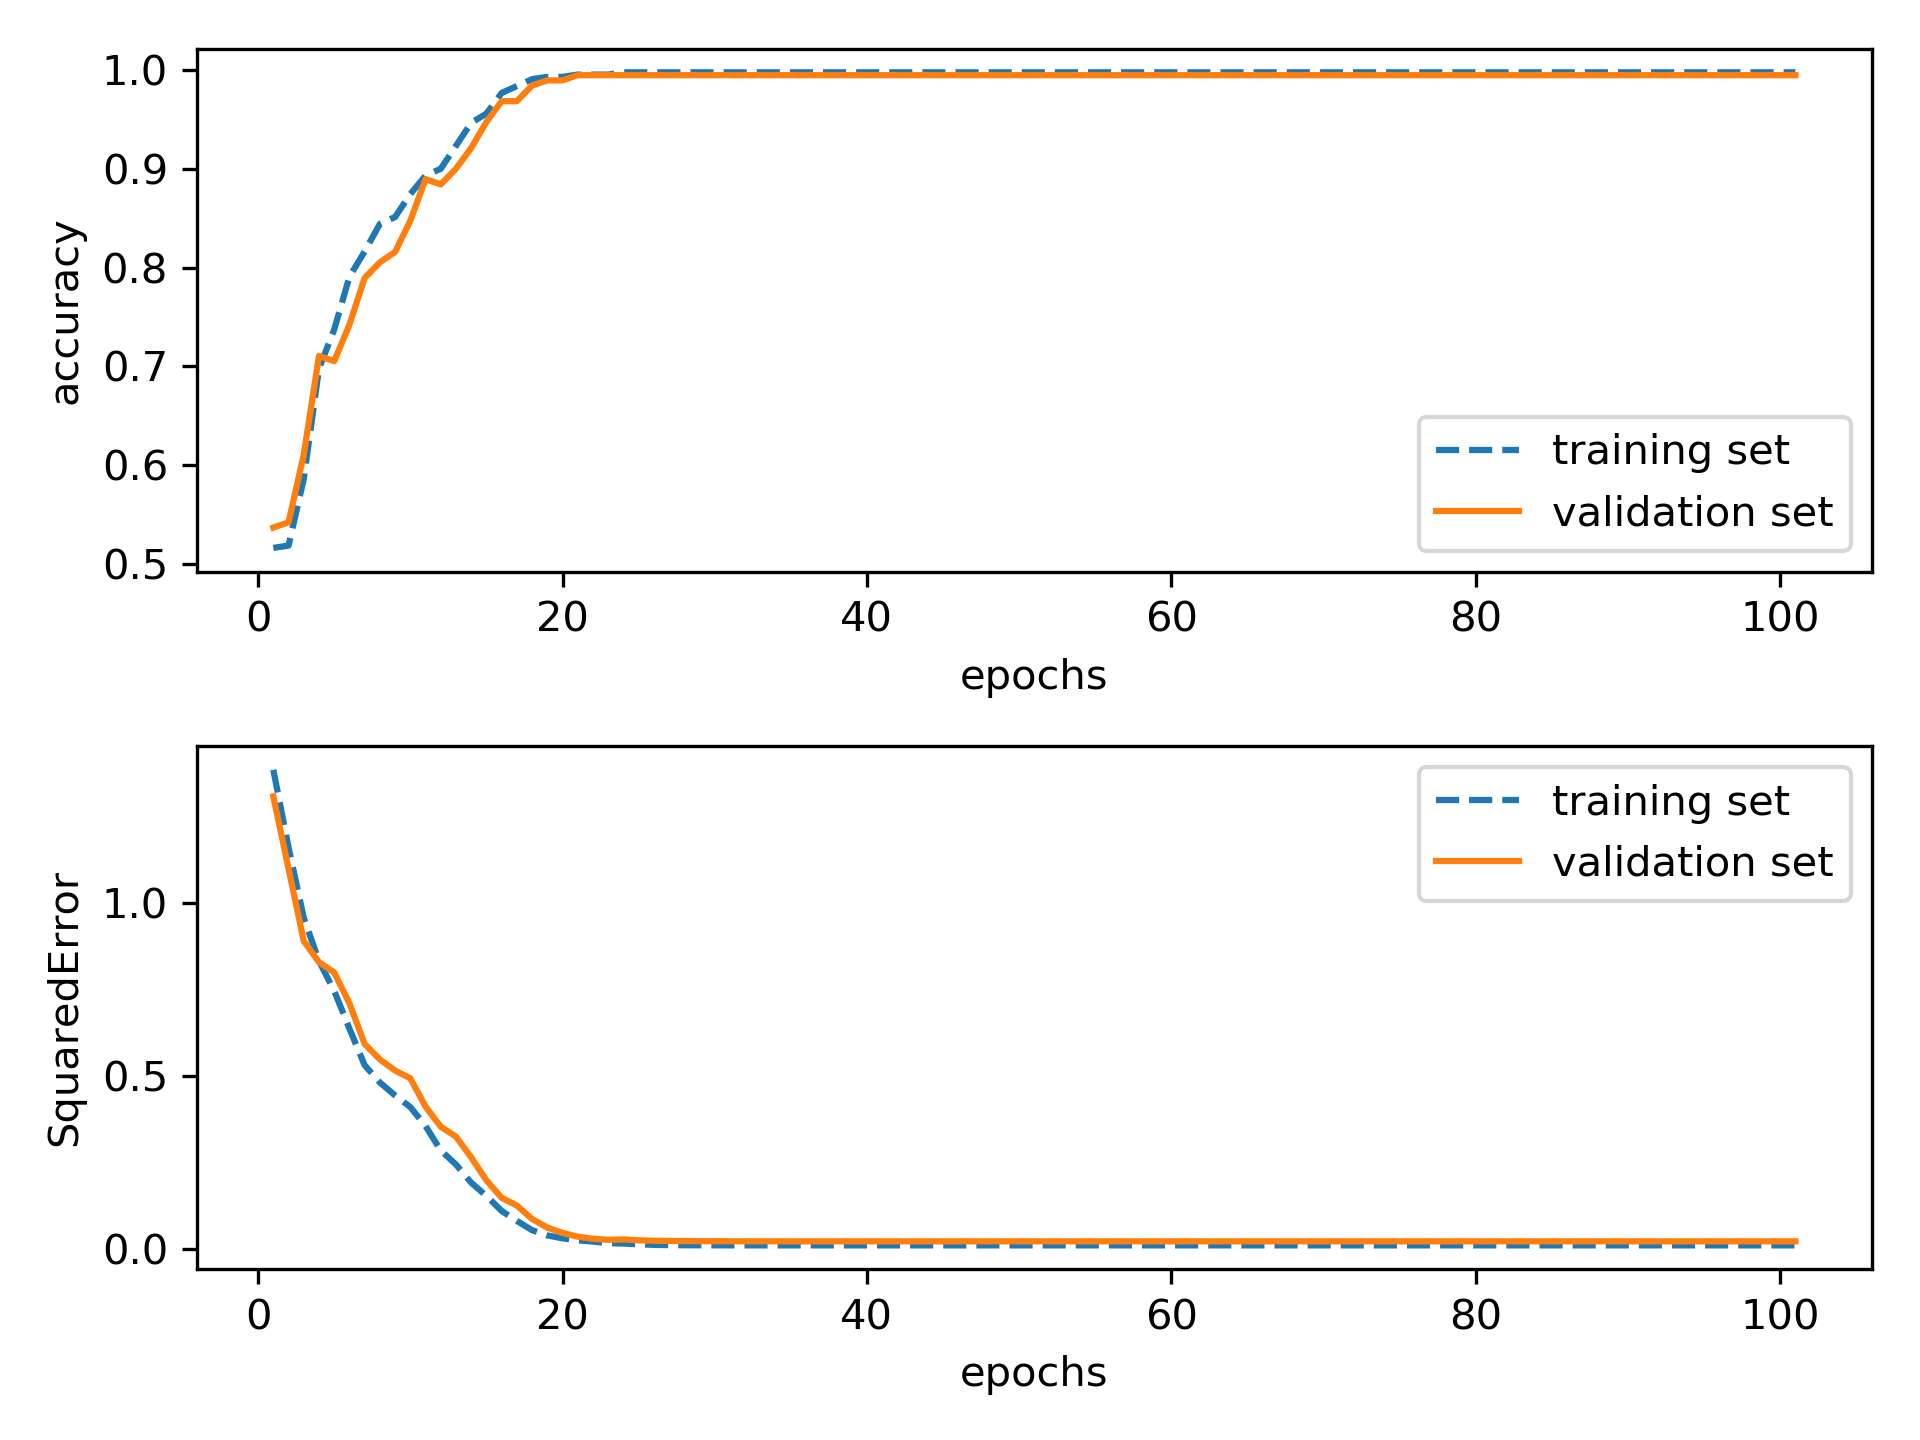 1.0
0.9
0.8
0.7
0.6
0.5
accuracy
training set
validation set
0 20 40 60 80 100
epochs
1.0
0.5
0.0
SquaredError
training set
validation set
0 20 40 60 80 100
epochs